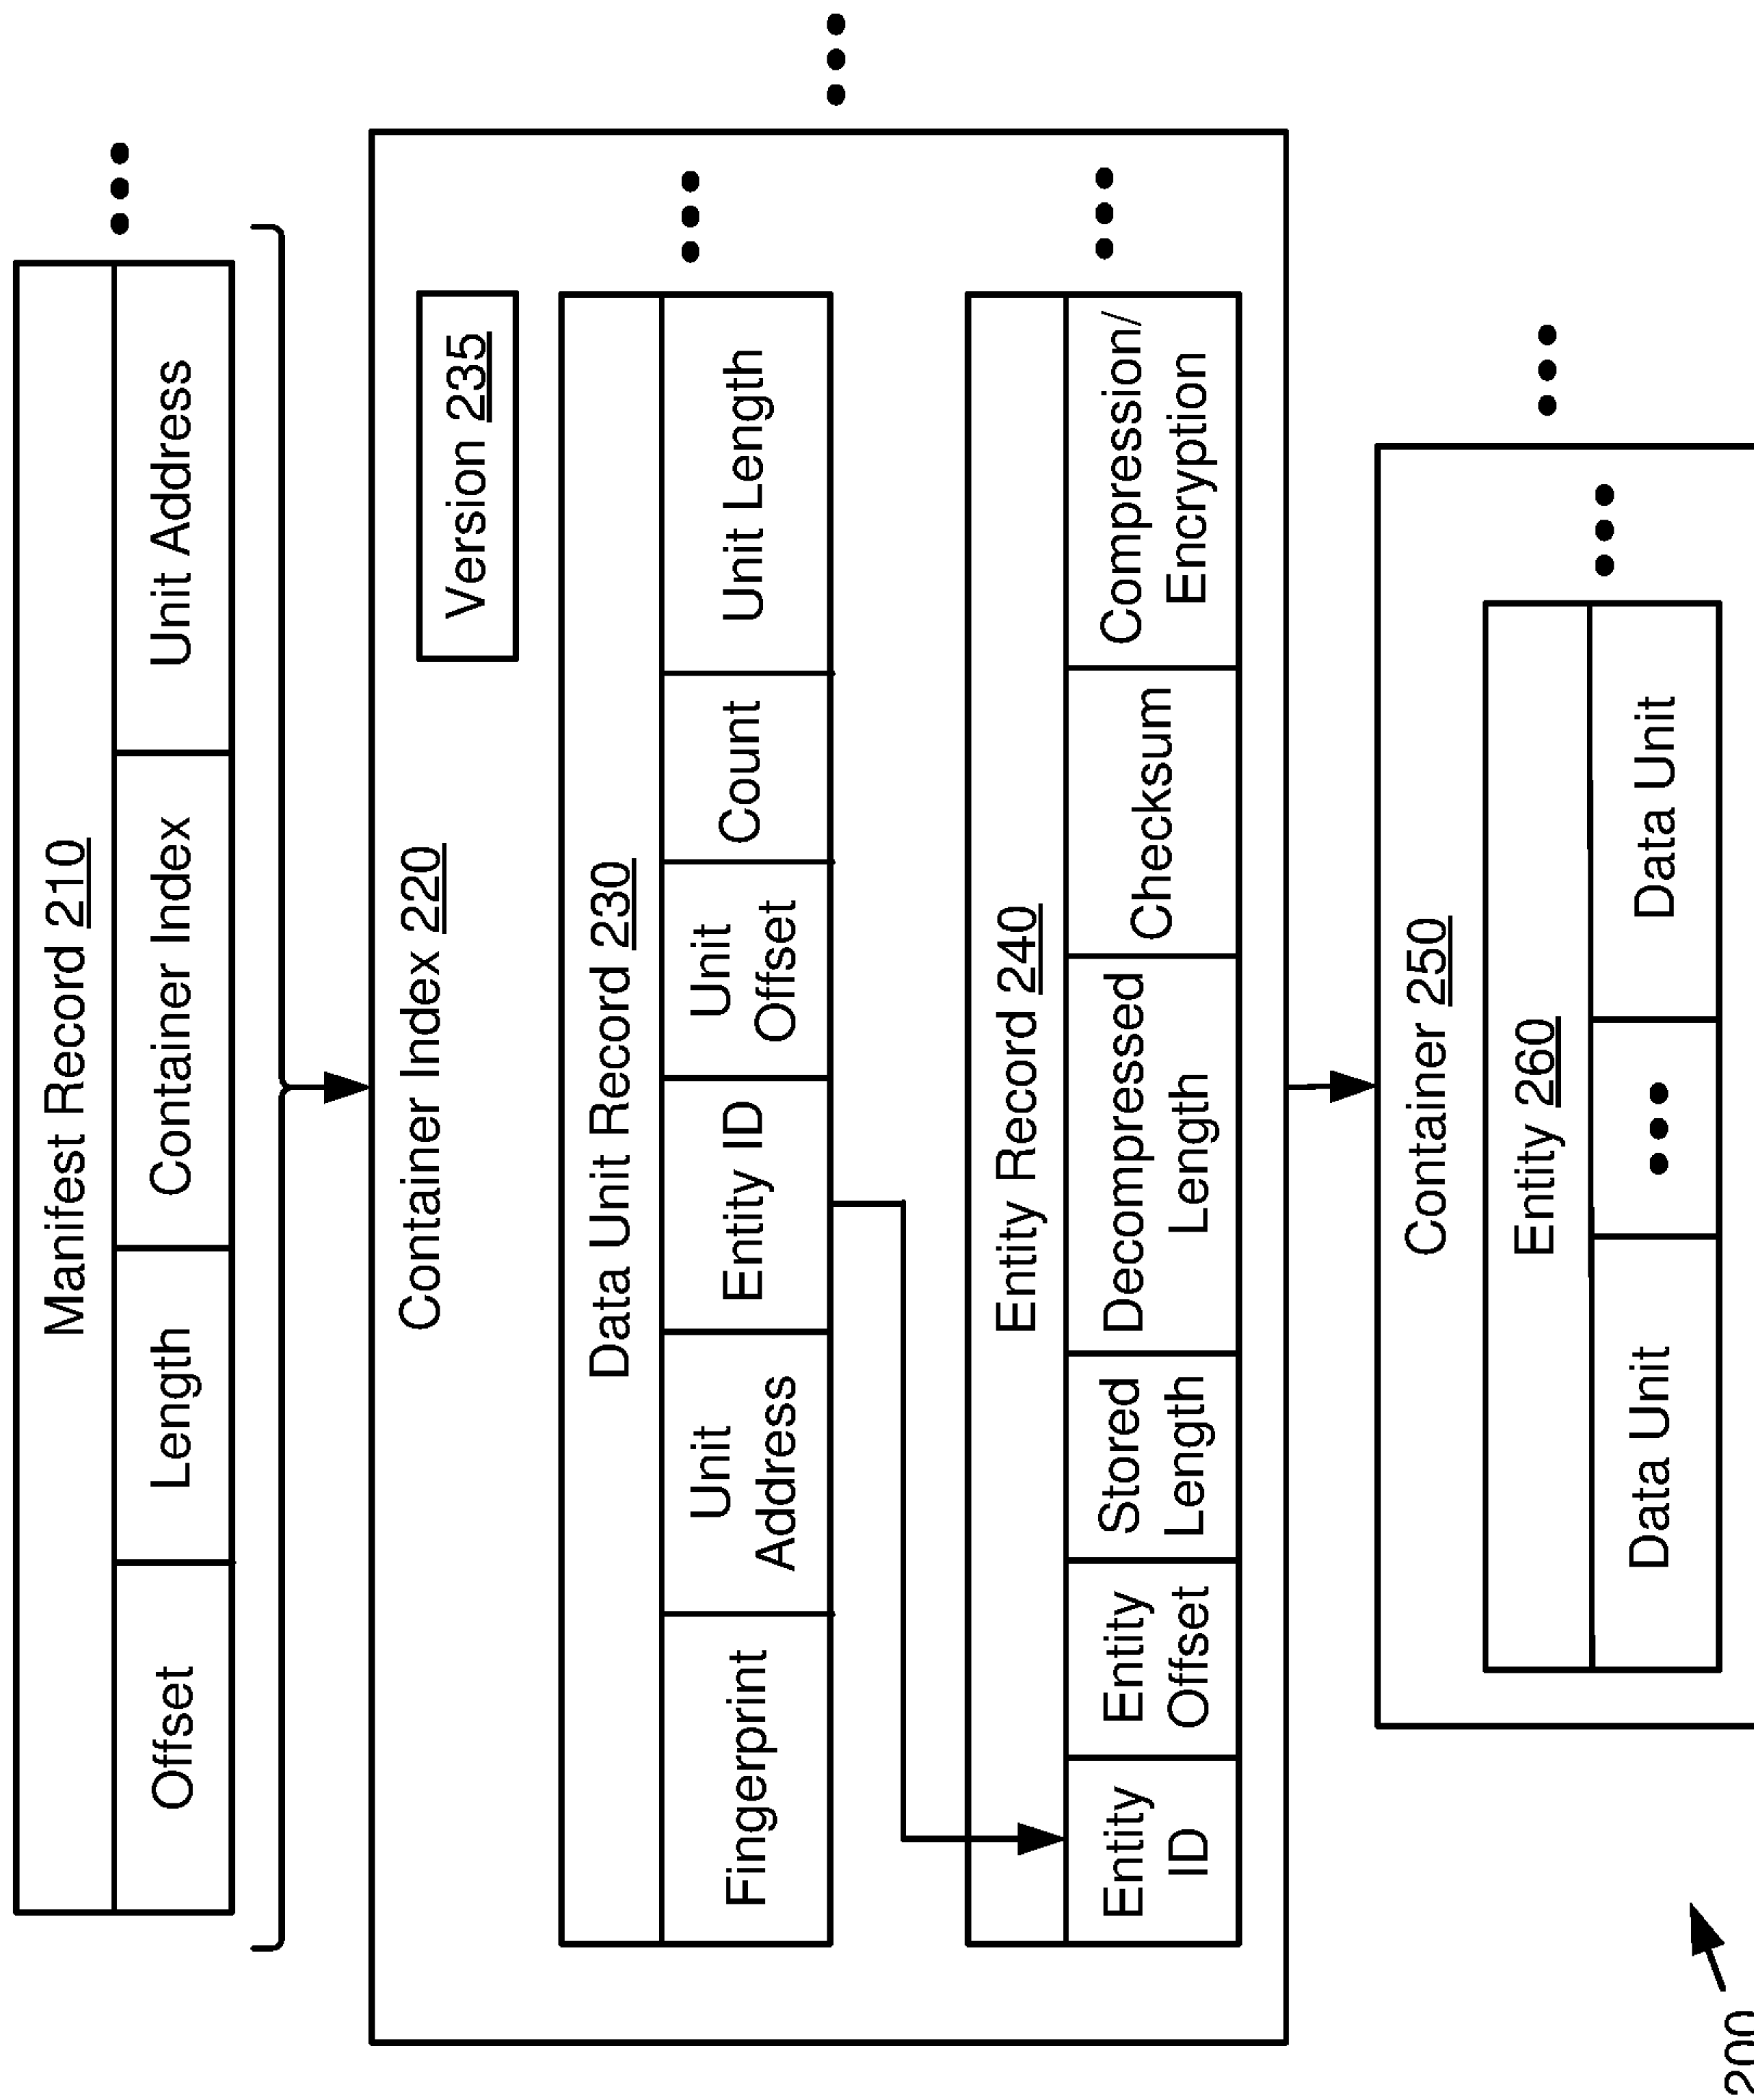 Manifest Record 210
Offset
Length
Container Index
Unit Address
Container Index 220
Version 235
Data Unit Record 230
Fingerprint
Unit
Address
Entity ID
Unit
Offset
Count
Unit Length
Entity Record 240
Entity
ID
Entity
Offset
Stored
Length
Decompressed
Length
Checksum
Compression/
Encryption
Container 250
Entity 260
Data Unit
Data Unit
200